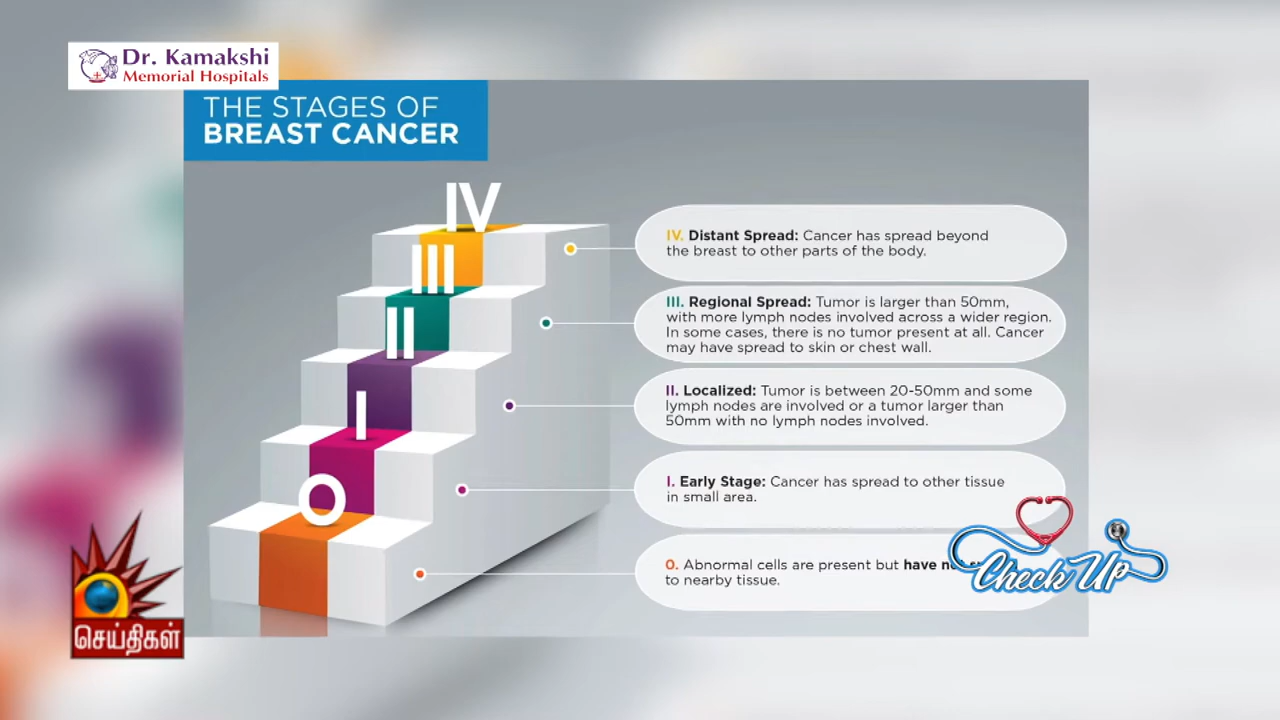 Dr. Kamakshi
Memorial Hospitals
THE STAGES OF
BREAST CANCER
IV
III
II
I
O
IV. Distant Spread: Cancer has spread beyond
the breast to other parts of the body.
III. Regional Spread: Tumor is larger than 50mm,
with more lymph nodes involved across a wider region.
In some cases, there is no tumor present at all. Cancer
may have spread to skin or chest wall.
II. Localized: Tumor is between 20-50mm and some
lymph nodes are involved or a tumor larger than
50mm with no lymph nodes involved.
I. Early Stage: Cancer has spread to other tissue
in small area.
0. Abnormal cells are present but have
to nearby tissue.
Check Up
செய்திகள்